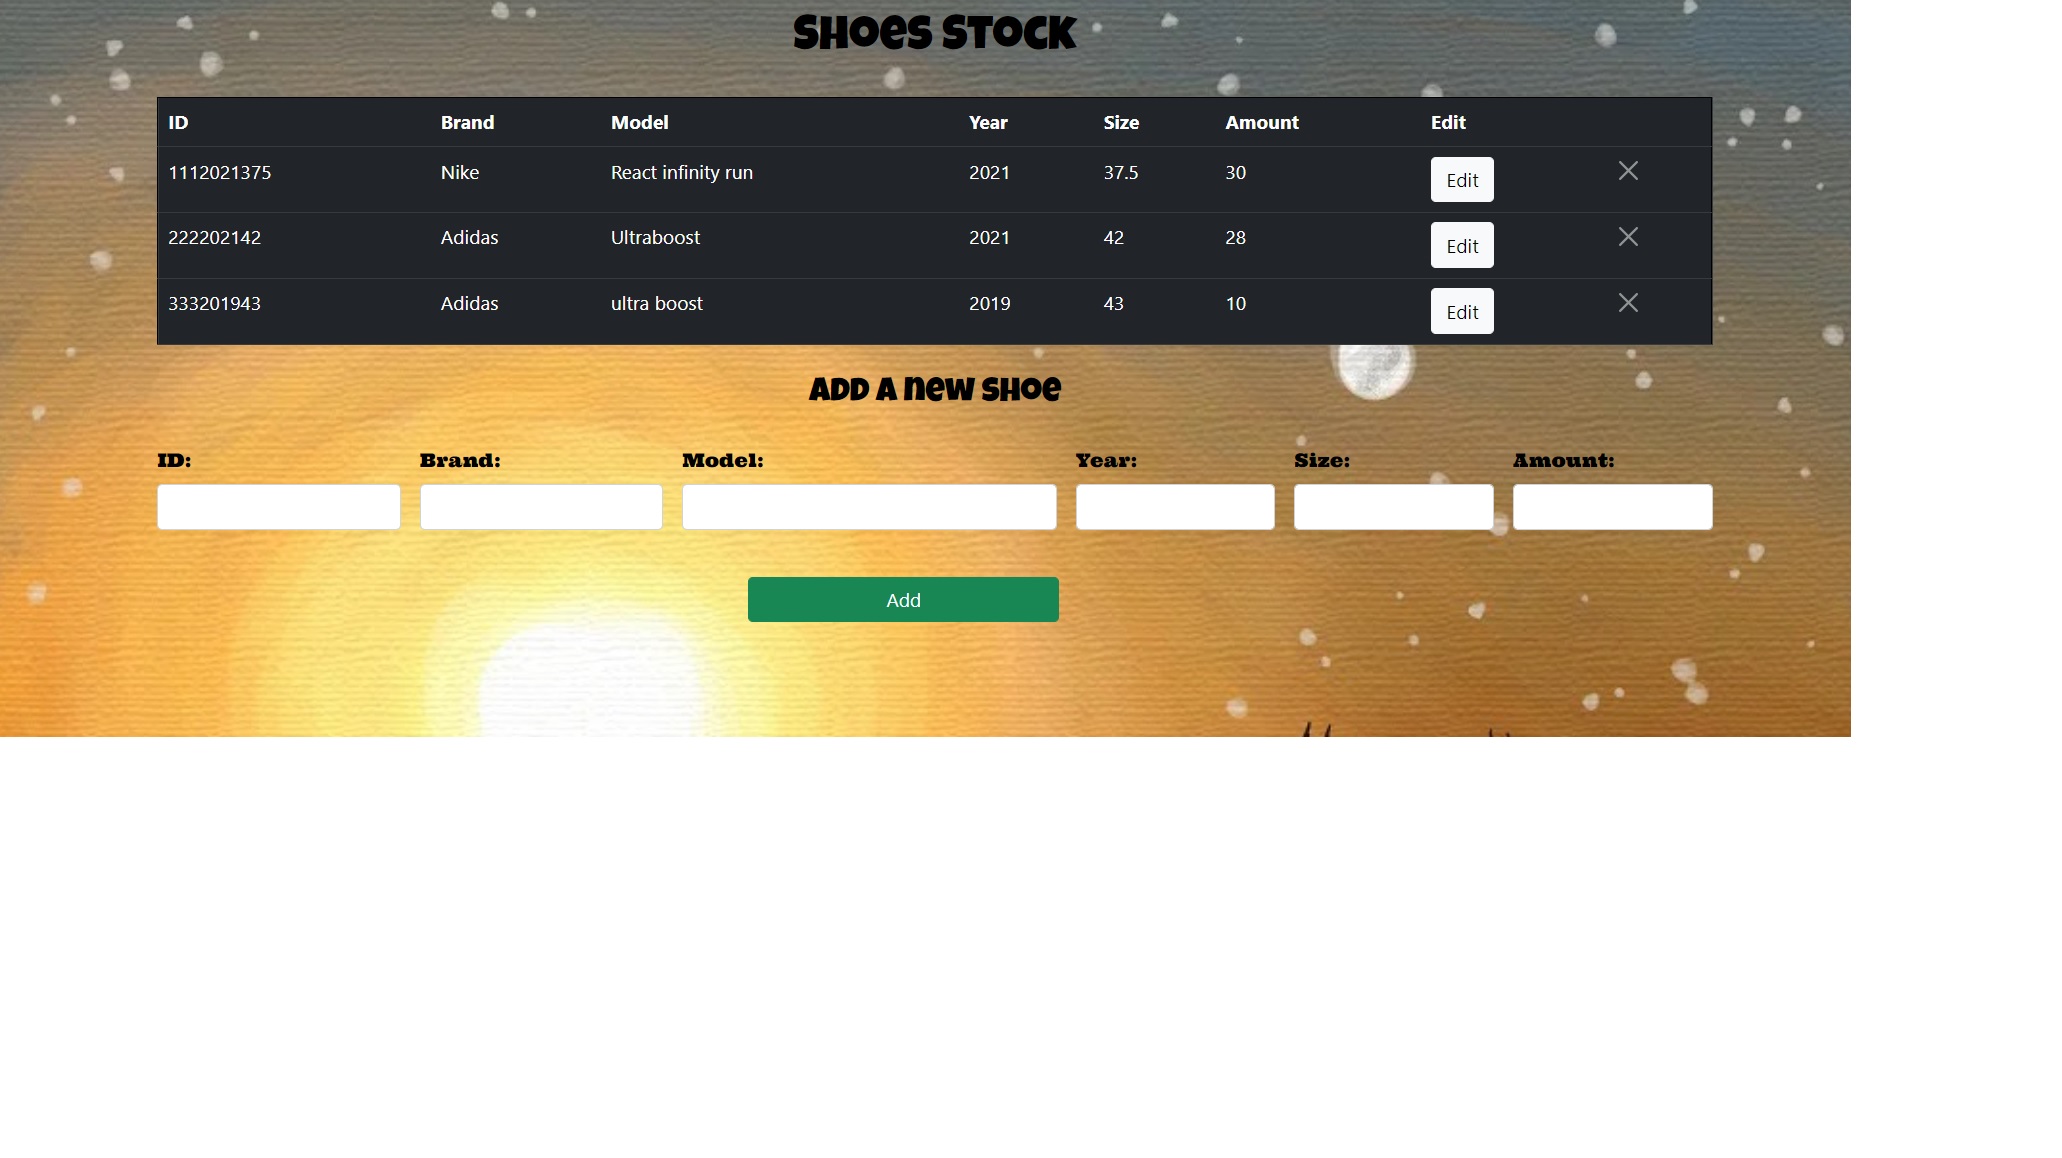 Shoes Stock
ID Brand Model Year Size Amount Edit
1112021375 Nike React infinity run 2021 37.5 30 Edit
222202142 Adidas Ultraboost 2021 42 28 Edit
333201943 Adidas ultra boost 2019 43 10 Edit
Add a new shoe
ID: Brand: Model: Year: Size: Amount:
Add